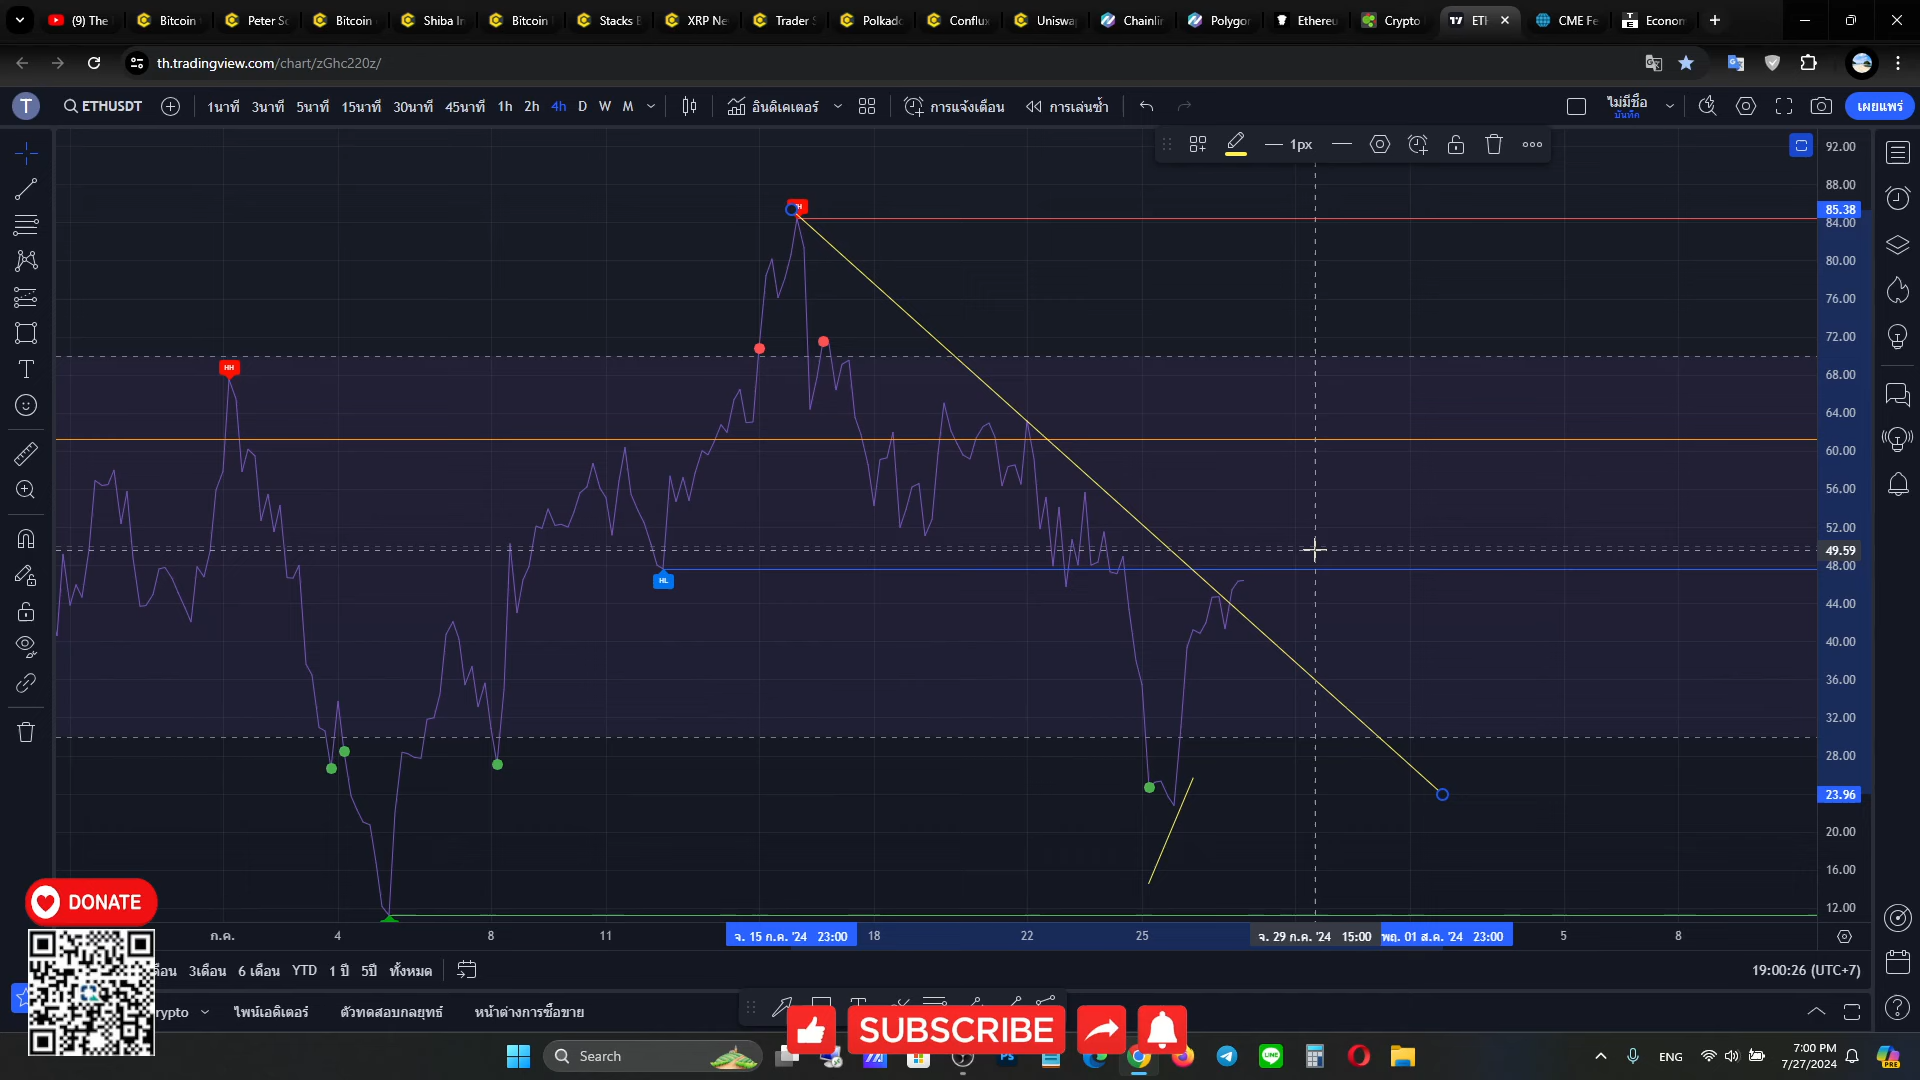 (9) The
Bitcoin
Peter Sc
Bitcoin
Shiba In
Bitcoin
Stacks E
XRP Ne
Trader S
Polkado
Conflux
Uniswa
Chainlin
Polygon
Ethereu
Crypto
ETH
CME Fe
Econom
th.tradingview.com/chart/zGhc220z/
T
ETHUSDT
1นาที
3นาที
5นาที
15นาที
30นาที
45นาที
1h
2h
4h
D
W
M
อินดิเคเตอร์
การแจ้งเตือน
การเล่นซ้ำ
ไม่มีชื่อ
บันทึก
เผยแพร่
1px
92.00
88.00
85.38
84.00
80.00
76.00
72.00
68.00
64.00
60.00
56.00
52.00
49.59
48.00
44.00
40.00
36.00
32.00
28.00
23.96
20.00
16.00
12.00
HH
HL
ก.ค.
4
8
11
จ. 15 ก.ค. '24 23:00
18
22
25
จ. 29 ก.ค. '24 15:00
พฤ. 01 ส.ค. '24 23:00
5
8
DONATE
3เดือน
6 เดือน
YTD
1 ปี
5ปี
ทั้งหมด
19:00:26 (UTC+7)
rypto
ไพน์เอดิเตอร์
ตัวทดสอบกลยุทธ์
หน้าต่างการซื้อขาย
SUBSCRIBE
Search
ENG
7:00 PM
7/27/2024